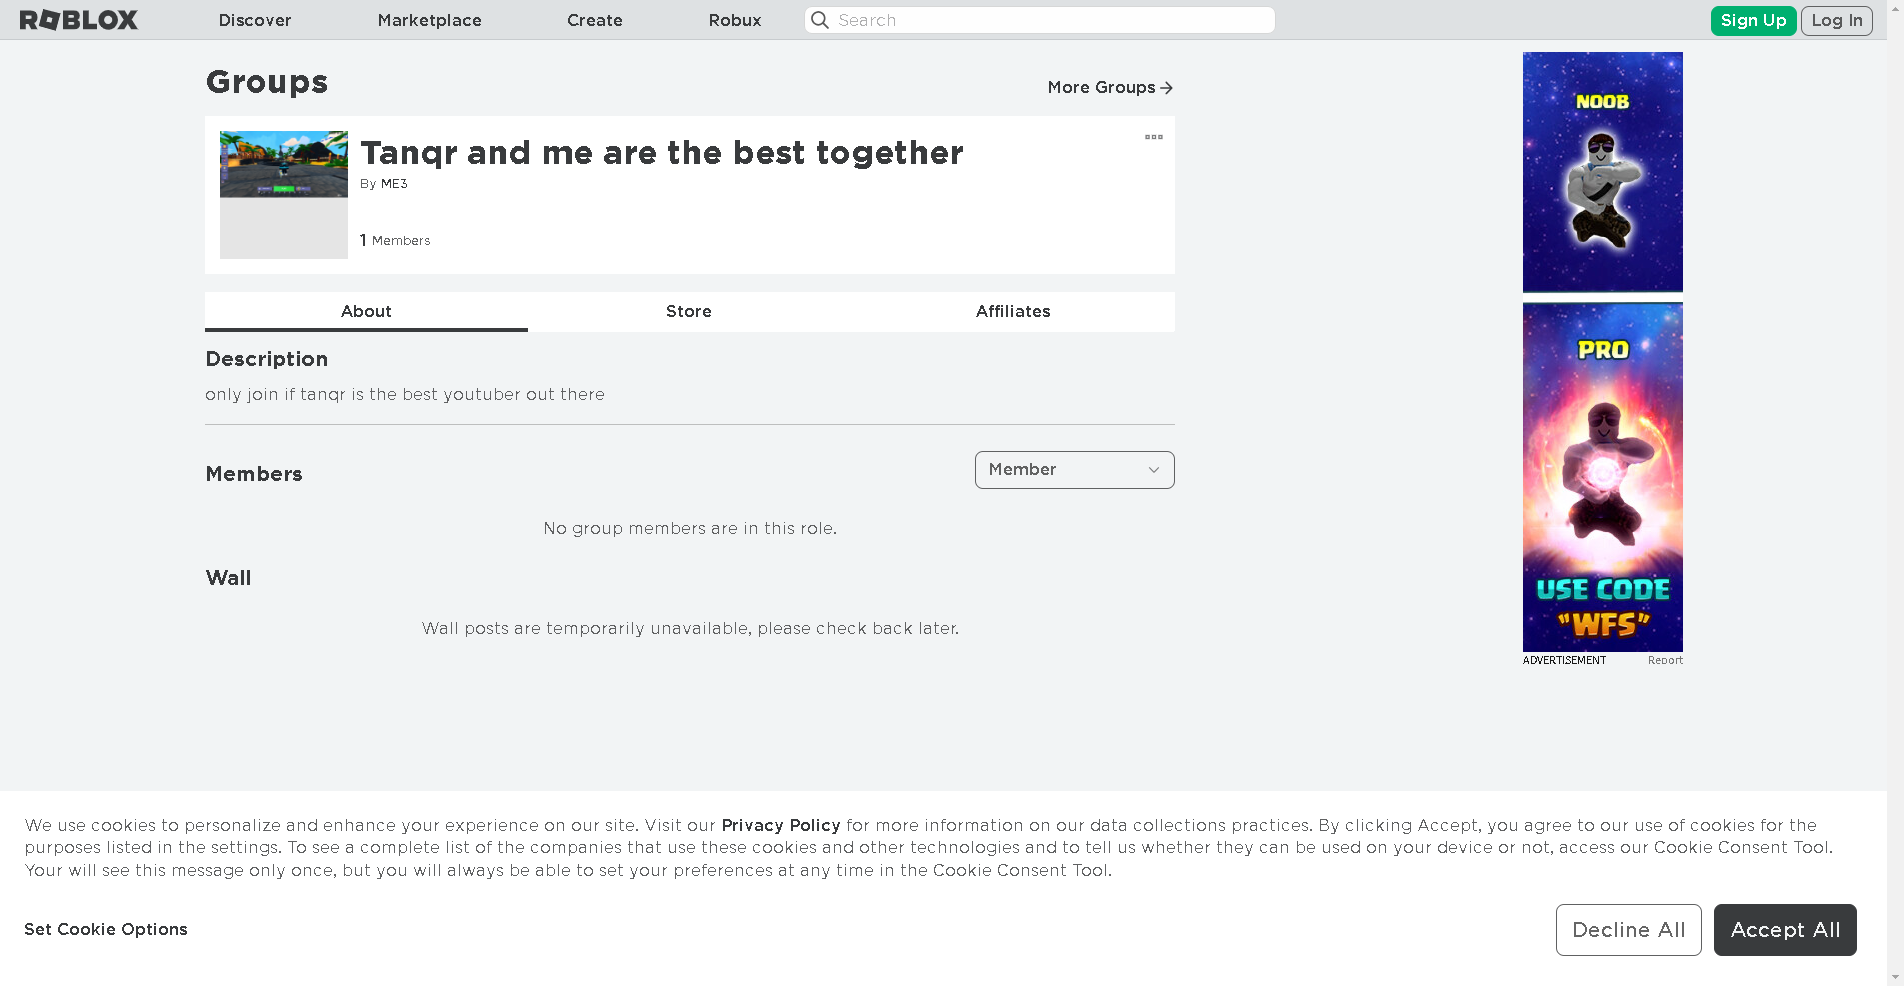 ROBLOX Discover Marketplace Create Robux Search Sign Up Log In
Groups
More Groups
Tanqr and me are the best together
By ME3
1 Members
About Store Affiliates
Description
only join if tanqr is the best youtuber out there
Members
Member
No group members are in this role.
Wall
Wall posts are temporarily unavailable, please check back later.
NOOB
PRO
USE CODE
"WFS"
ADVERTISEMENT Report
We use cookies to personalize and enhance your experience on our site. Visit our Privacy Policy for more information on our data collections practices. By clicking Accept, you agree to our use of cookies for the
purposes listed in the settings. To see a complete list of the companies that use these cookies and other technologies and to tell us whether they can be used on your device or not, access our Cookie Consent Tool.
Your will see this message only once, but you will always be able to set your preferences at any time in the Cookie Consent Tool.
Set Cookie Options
Decline All
Accept All